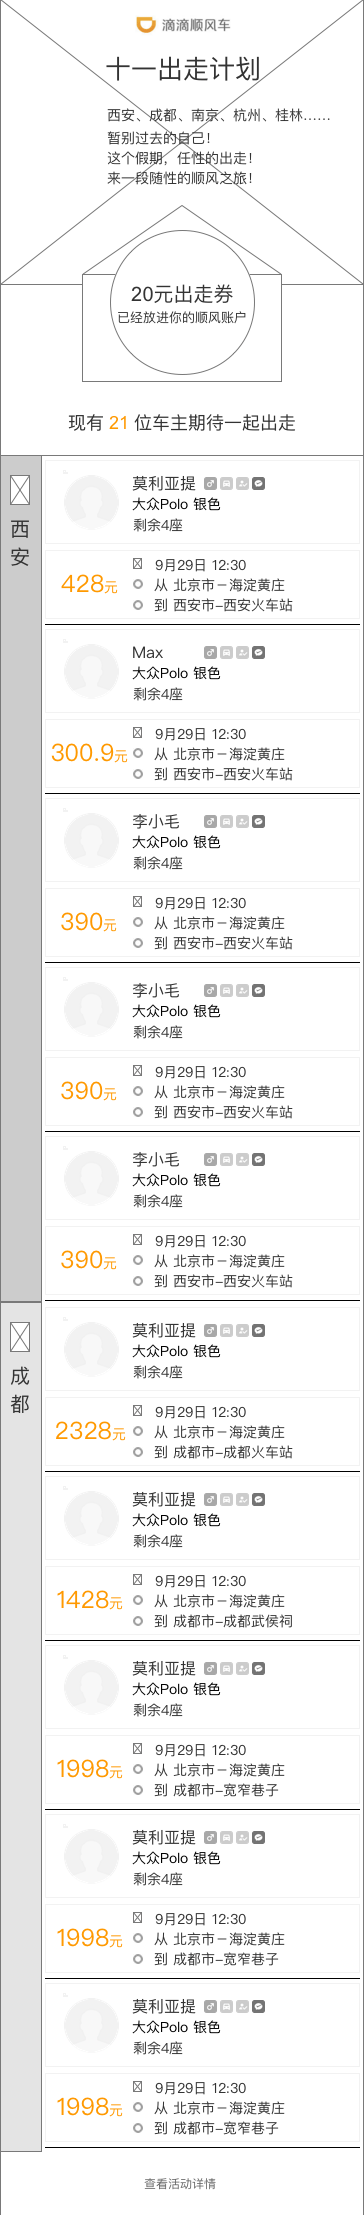 滴滴顺风车
十一出走计划
西安、成都、南京、杭州、桂林……
暂别过去的自己！
这个假期，任性的出走！
来一段随性的顺风之旅！
20元出走券
已经放进你的顺风账户
现有 21 位车主期待一起出走
西安
莫利亚提
大众Polo 银色
剩余4座
428元
9月29日 12:30
从 北京市－海淀黄庄
到 西安市–西安火车站
Max
大众Polo 银色
剩余4座
300.9元
9月29日 12:30
从 北京市－海淀黄庄
到 西安市–西安火车站
李小毛
大众Polo 银色
剩余4座
390元
9月29日 12:30
从 北京市－海淀黄庄
到 西安市–西安火车站
李小毛
大众Polo 银色
剩余4座
390元
9月29日 12:30
从 北京市－海淀黄庄
到 西安市–西安火车站
李小毛
大众Polo 银色
剩余4座
390元
9月29日 12:30
从 北京市－海淀黄庄
到 西安市–西安火车站
成都
莫利亚提
大众Polo 银色
剩余4座
2328元
9月29日 12:30
从 北京市－海淀黄庄
到 成都市–成都火车站
莫利亚提
大众Polo 银色
剩余4座
1428元
9月29日 12:30
从 北京市－海淀黄庄
到 成都市–成都武侯祠
莫利亚提
大众Polo 银色
剩余4座
1998元
9月29日 12:30
从 北京市－海淀黄庄
到 成都市–宽窄巷子
莫利亚提
大众Polo 银色
剩余4座
1998元
9月29日 12:30
从 北京市－海淀黄庄
到 成都市–宽窄巷子
莫利亚提
大众Polo 银色
剩余4座
1998元
9月29日 12:30
从 北京市－海淀黄庄
到 成都市–宽窄巷子
查看活动详情